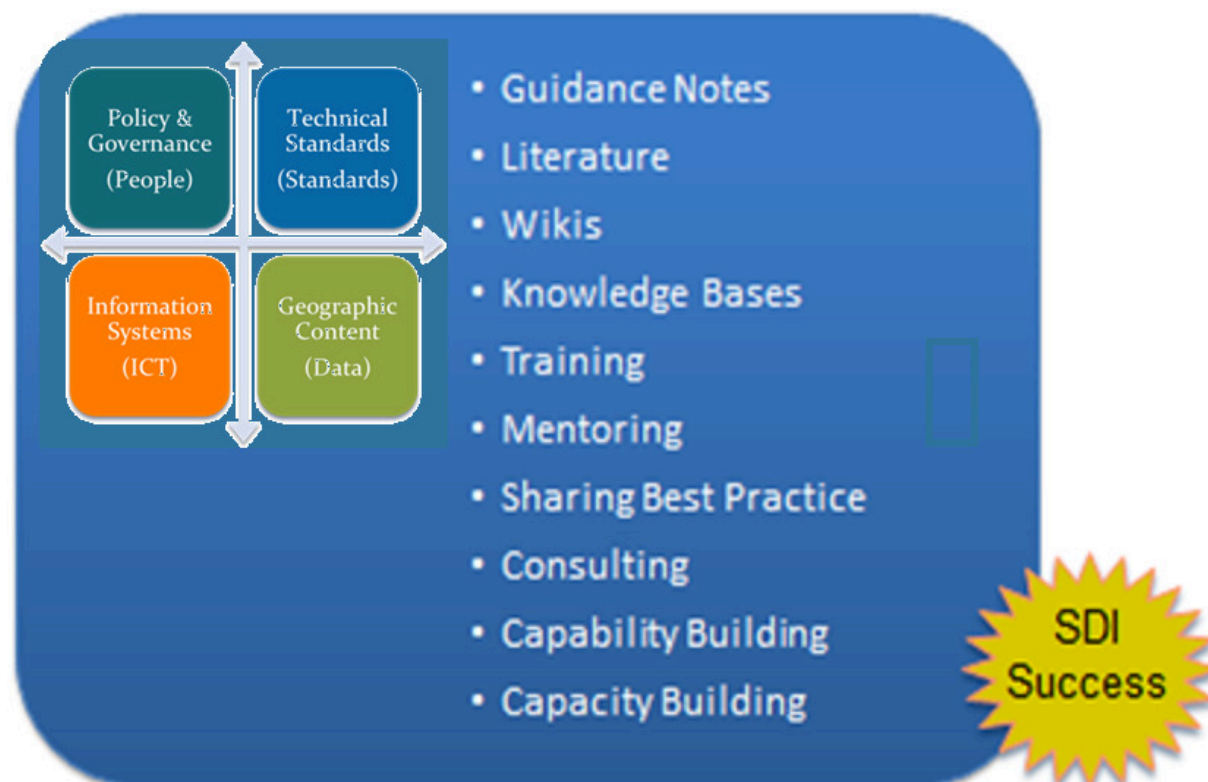 Policy &
Governance
(People)
Technical
Standards
(Standards)
Information
Systems
(ICT)
Geographic
Content
(Data)
• Guidance Notes
• Literature
• Wikis
• Knowledge Bases
• Training
• Mentoring
• Sharing Best Practice
• Consulting
• Capability Building
• Capacity Building
SDI
Success